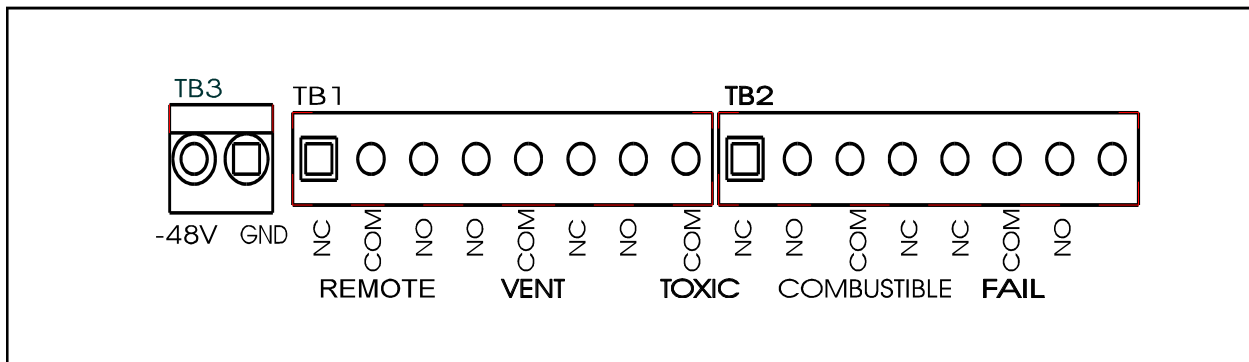 TB3 TB1 TB2
-48V GND NC COM NO NO COM NC NO COM NC NO COM NC NC COM NO
REMOTE VENT TOXIC COMBUSTIBLE FAIL